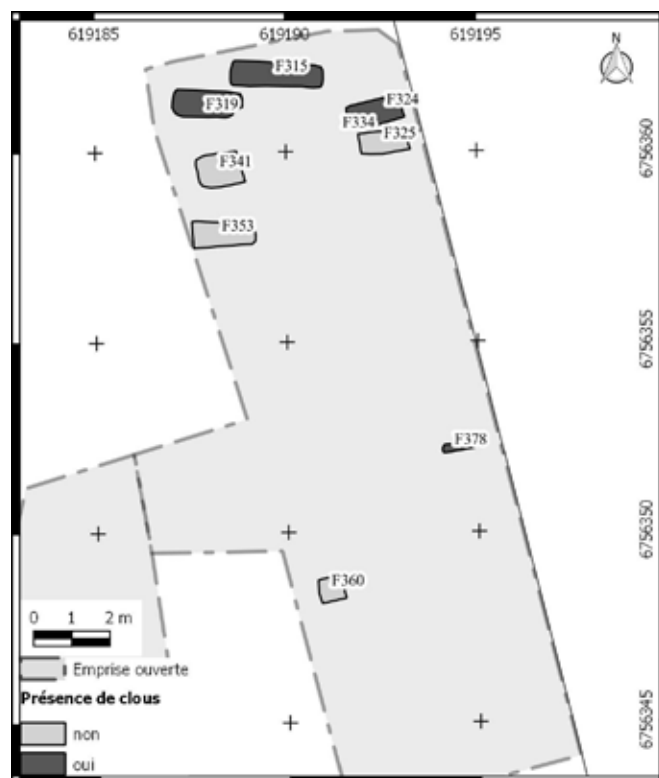 619185 619190 619195
N
F315
F319
F324
F334
F325
6756360
F341
F353
6756355
F378
6756350
F360
0 1 2 m
Emprise ouverte
Présence de clous
6756345
non
oui